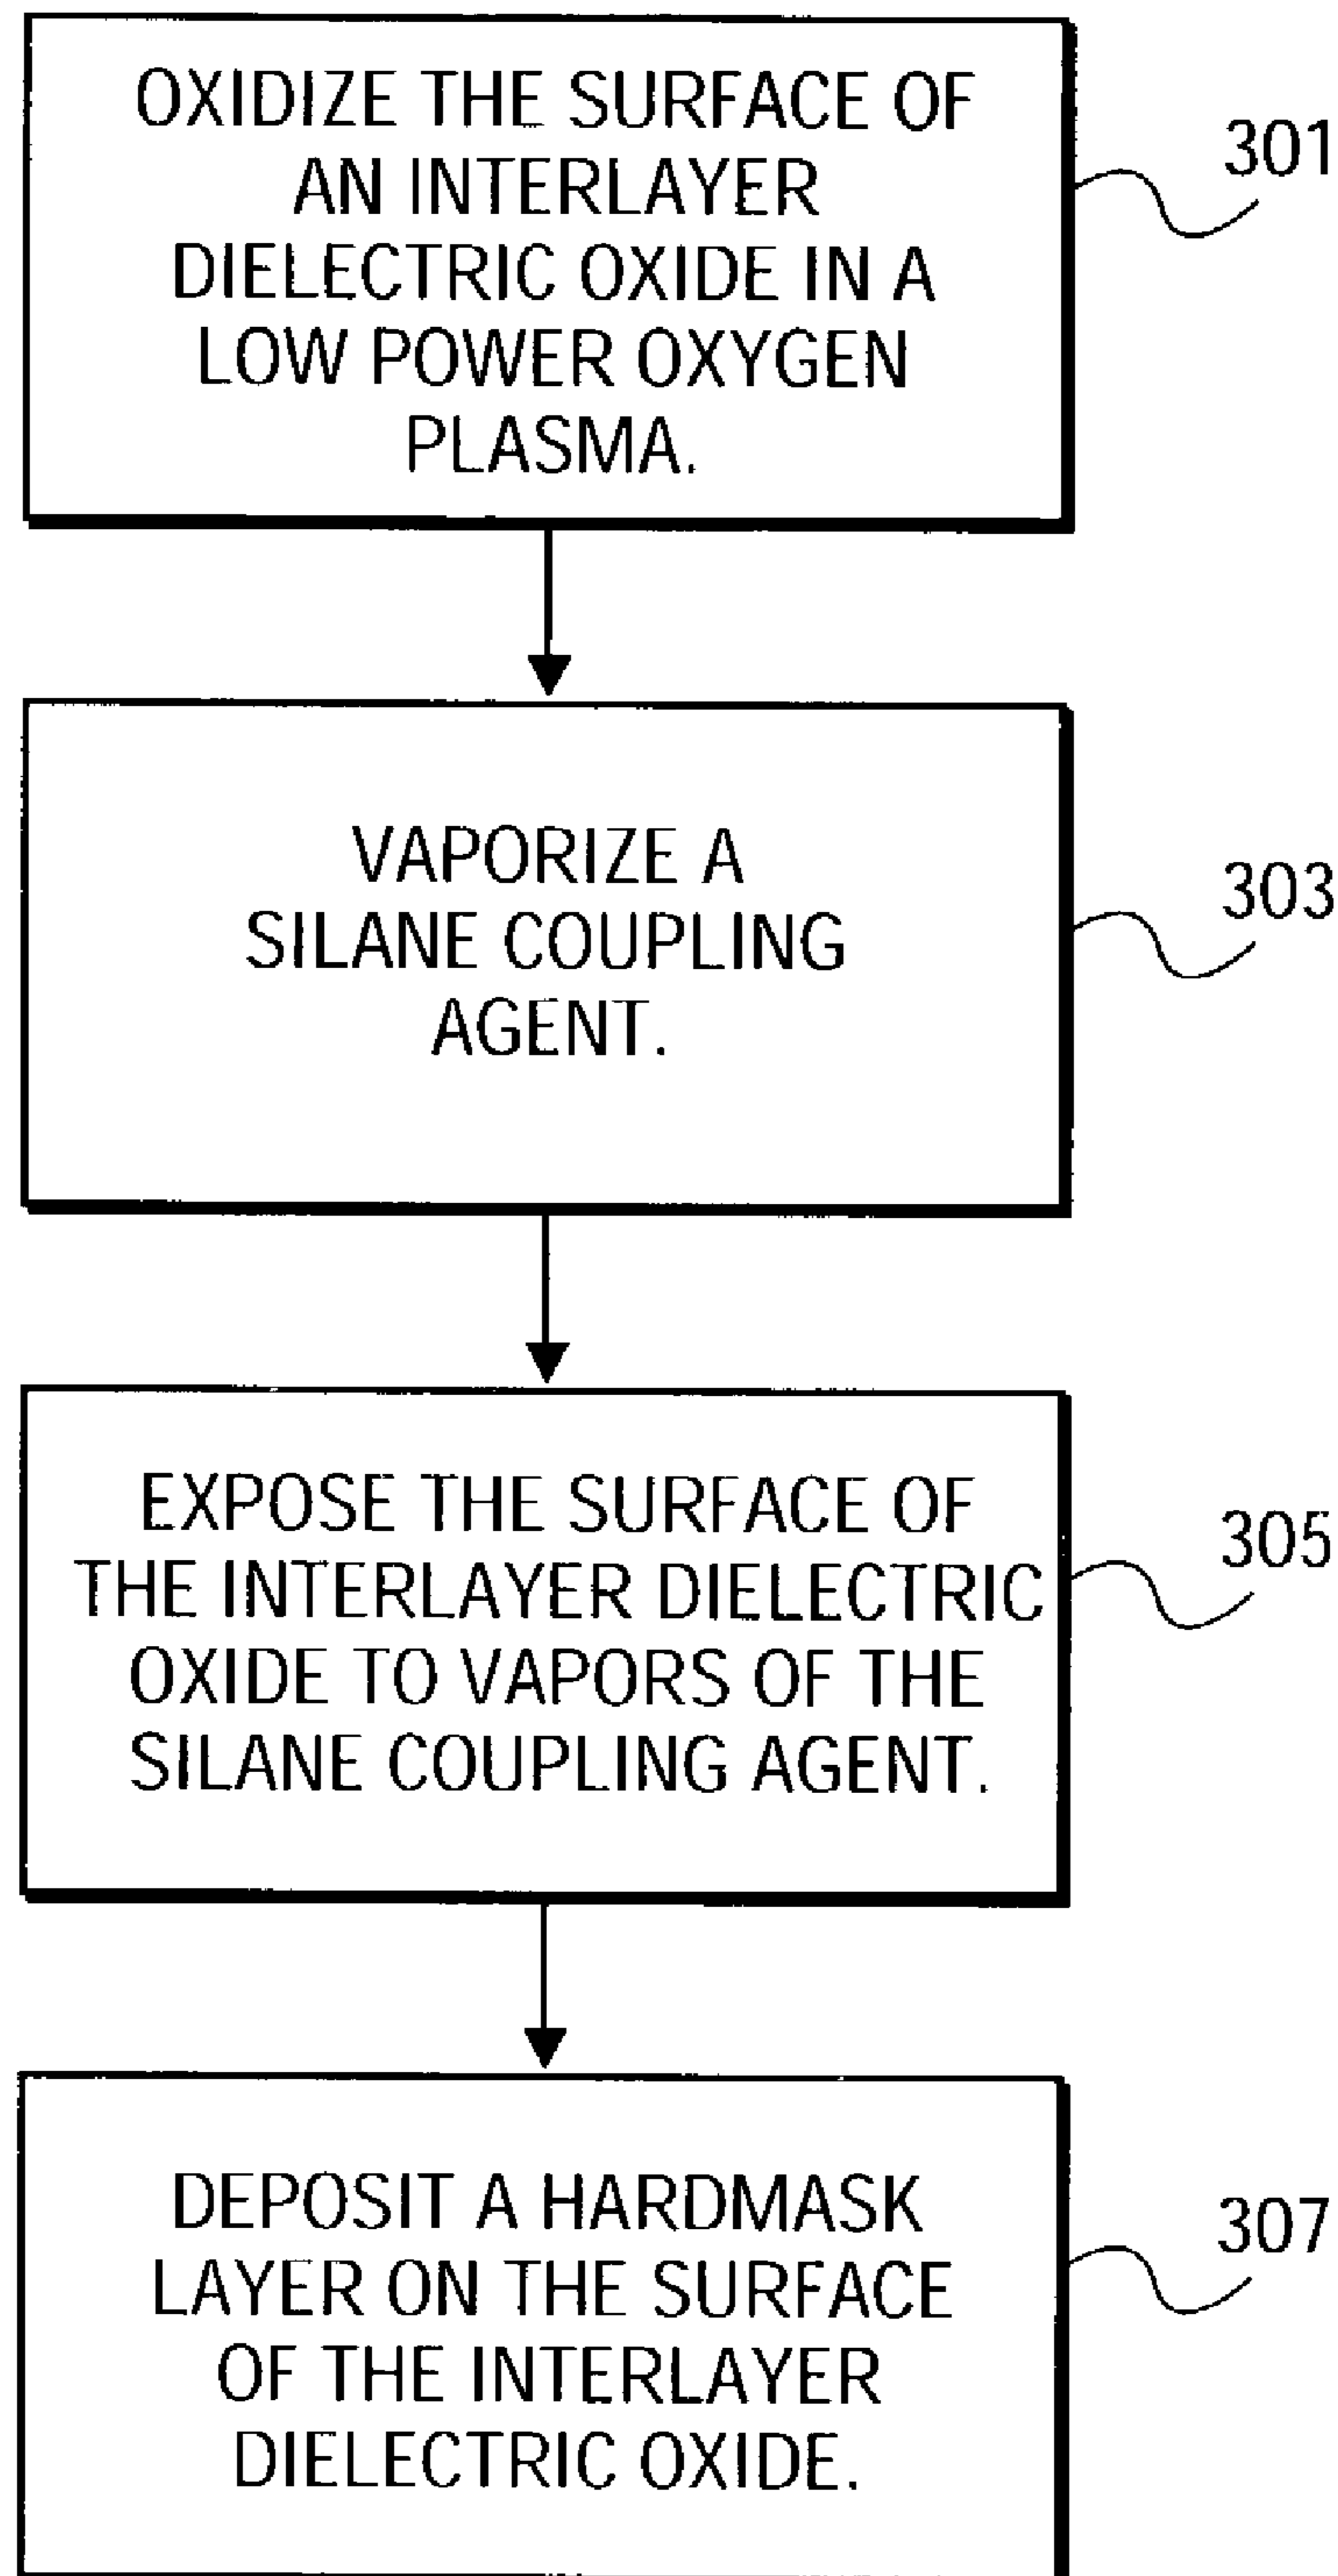 OXIDIZE THE SURFACE OF
AN INTERLAYER
DIELECTRIC OXIDE IN A
LOW POWER OXYGEN
PLASMA.
301
VAPORIZE A
SILANE COUPLING
AGENT.
303
EXPOSE THE SURFACE OF
THE INTERLAYER DIELECTRIC
OXIDE TO VAPORS OF THE
SILANE COUPLING AGENT.
305
DEPOSIT A HARDMASK
LAYER ON THE SURFACE
OF THE INTERLAYER
DIELECTRIC OXIDE.
307